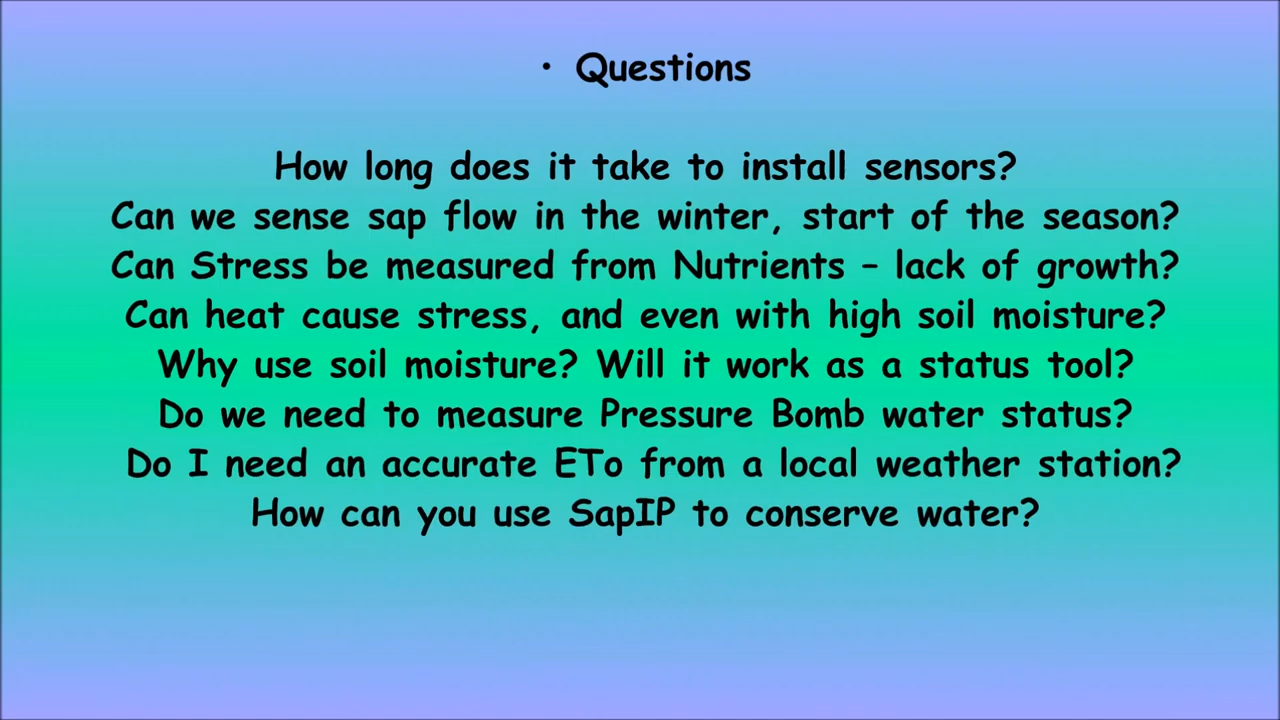 • Questions
How long does it take to install sensors?
Can we sense sap flow in the winter, start of the season?
Can Stress be measured from Nutrients – lack of growth?
Can heat cause stress, and even with high soil moisture?
Why use soil moisture? Will it work as a status tool?
Do we need to measure Pressure Bomb water status?
Do I need an accurate ETo from a local weather station?
How can you use SapIP to conserve water?